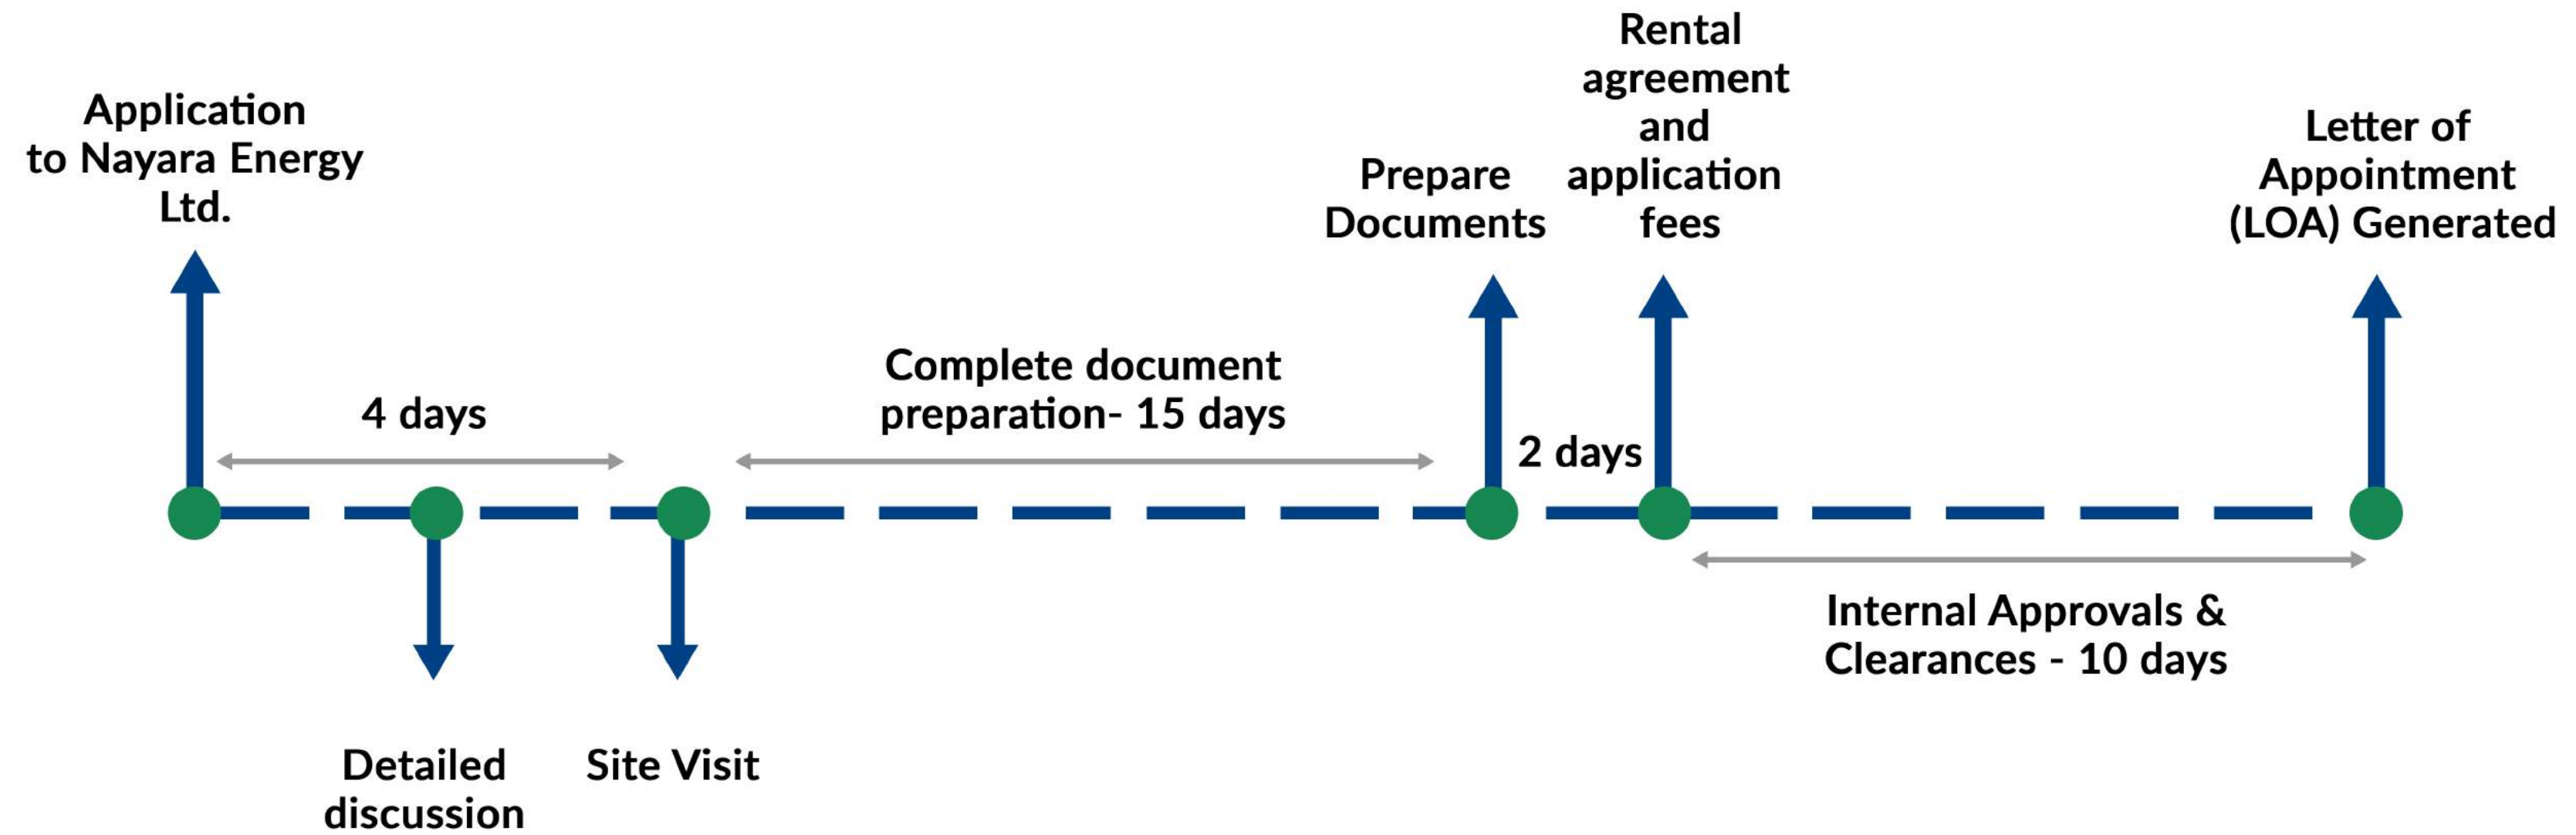 Application
to Nayara Energy
Ltd.
4 days
Detailed
discussion
Site Visit
Complete document
preparation- 15 days
Prepare
Documents
2 days
Rental
agreement
and
application
fees
Internal Approvals &
Clearances - 10 days
Letter of
Appointment
(LOA) Generated